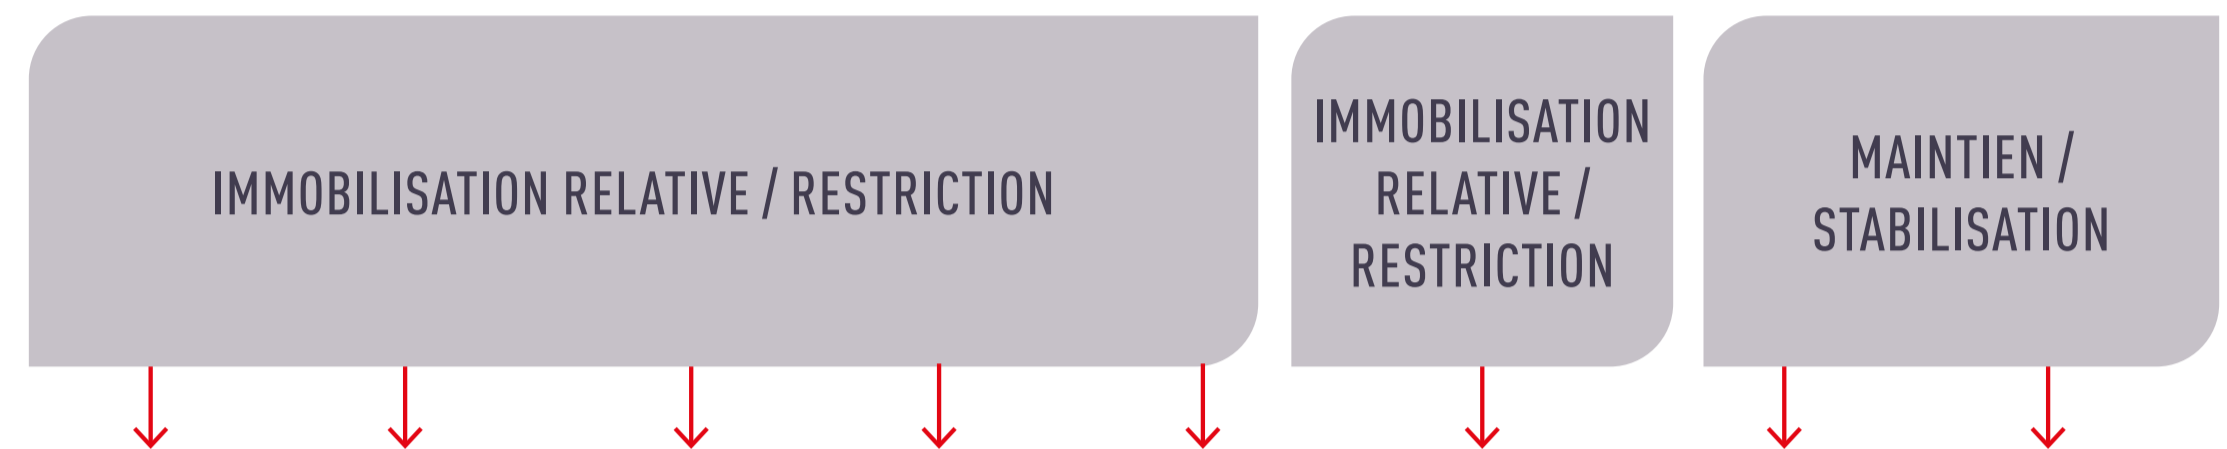 IMMOBILISATION RELATIVE / RESTRICTION
IMMOBILISATION
RELATIVE /
RESTRICTION
MAINTIEN /
STABILISATION